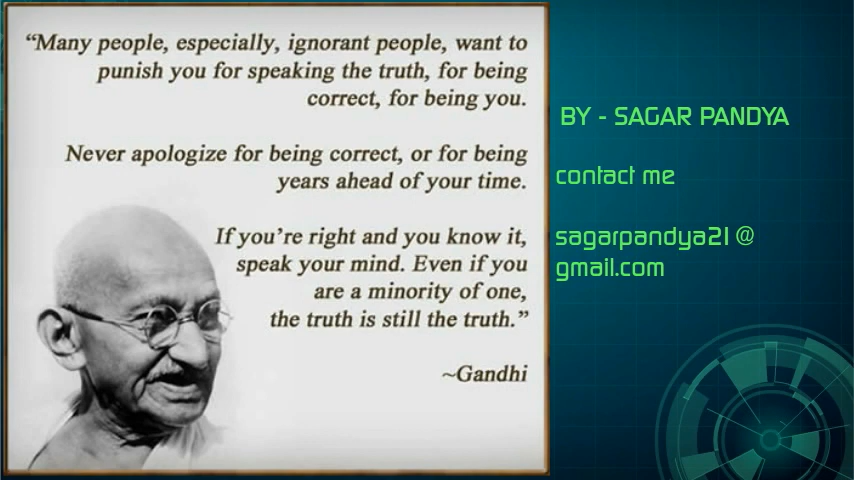 “Many people, especially, ignorant people, want to
punish you for speaking the truth, for being
correct, for being you.
Never apologize for being correct, or for being
years ahead of your time.
If you’re right and you know it,
speak your mind. Even if you
are a minority of one,
the truth is still the truth.”
~Gandhi
BY - SAGAR PANDYA
contact me
sagarpandya21@
gmail.com